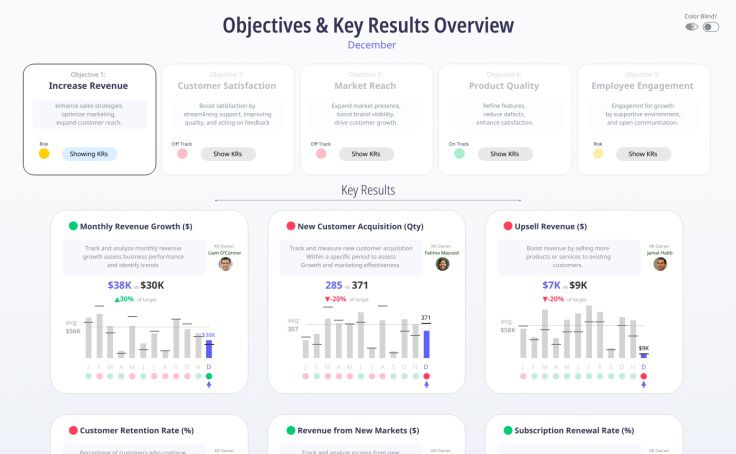 Objectives & Key Results Overview
December
Color Blind?
Objective 1:
Increase Revenue
enhance sales strategies,
optimize marketing,
expand customer reach.
Risk
Showing KRs
Objective 2:
Customer Satisfaction
Boost satisfaction by
streamlining support, improving
quality, and acting on feedback
Off Track
Show KRs
Objective 3:
Market Reach
Expand market presence,
boost brand visibility,
drive customer growth.
Off Track
Show KRs
Objective 4:
Product Quality
Refine features,
reduce defects,
enhance satisfaction.
On Track
Show KRs
Objective 5:
Employee Engagement
Engagemnt for growth
by supportive environment,
and open communication.
Risk
Show KRs
Key Results
Monthly Revenue Growth ($)
Track and analyze monthly revenue
growth assess business performance
and identify trends
KR Owner:
Liam O'Connor
$38K vs $30K
▲30% of target
avg:
$56K
$38K
J F M A M J J A S O N D
New Customer Acquisition (Qty)
Track and measure new customer acquisition
Within a specific period to assess
Growth and marketing effectiveness.
KR Owner:
Fatima Masood
285 vs 371
▼-20% of target
avg:
307
371
J F M A M J J A S O N D
Upsell Revenue ($)
Boost revenue by selling more
products or services to existing
customers.
KR Owner:
Jamal Hatib
$7K vs $9K
▼-20% of target
avg:
$58K
$9K
J F M A M J J A S O N D
Customer Retention Rate (%)
Percentage of customers who continue
KR Owner:
Revenue from New Markets ($)
Track and analyze income from new
KR Owner:
Subscription Renewal Rate (%)
KR Owner: